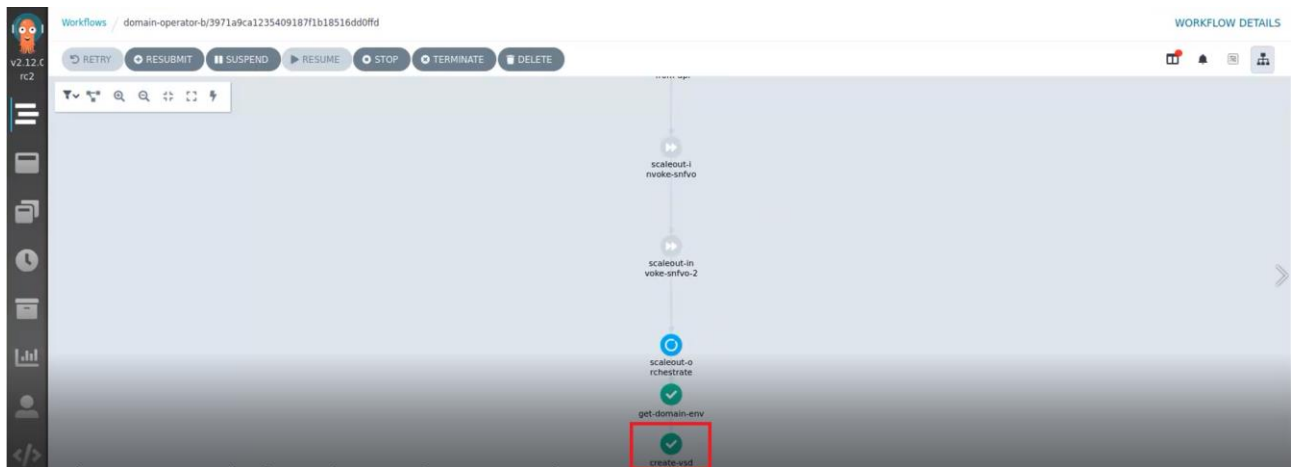 Workflows / domain-operator-b/3971a9ca1235409187f1b18516dd0ffd
WORKFLOW DETAILS
v2.12.0
rc2
RETRY
RESUBMIT
SUSPEND
RESUME
STOP
TERMINATE
DELETE
scaleout-i
nvoke-snfvo
scaleout-in
voke-snfvo-2
scaleout-o
rchestrate
get-domain-env
create-vsd